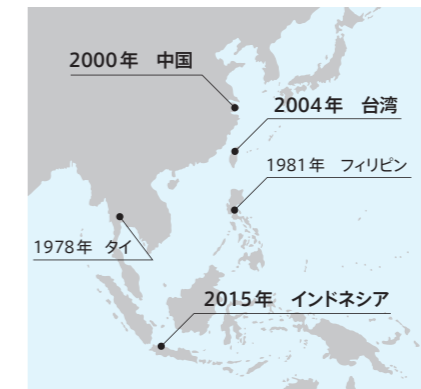 2000年 中国
2004年 台湾
1981年 フィリピン
1978年 タイ
2015年 インドネシア